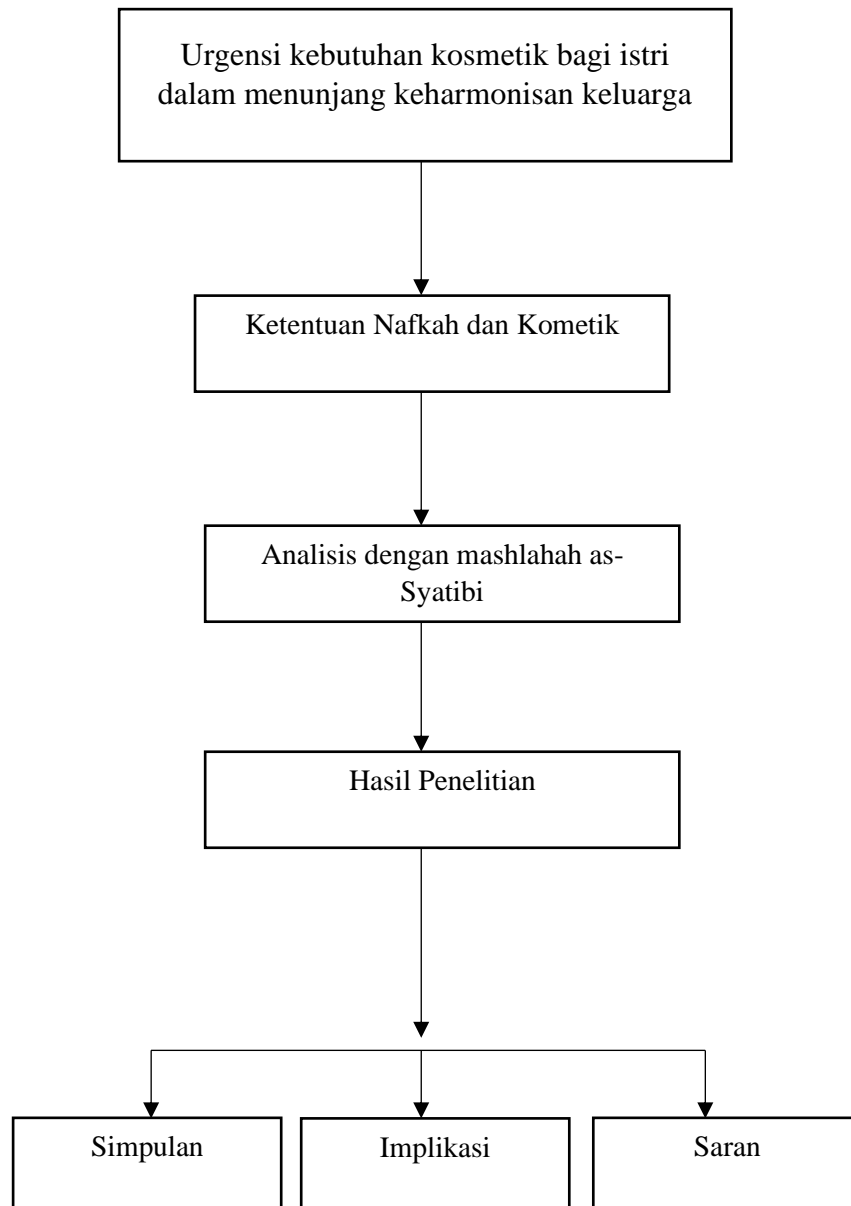 Urgensi kebutuhan kosmetik bagi istri
dalam menunjang keharmonisan keluarga
Ketentuan Nafkah dan Kometik
Analisis dengan mashlahah as-
Syatibi
Hasil Penelitian
Simpulan
Implikasi
Saran